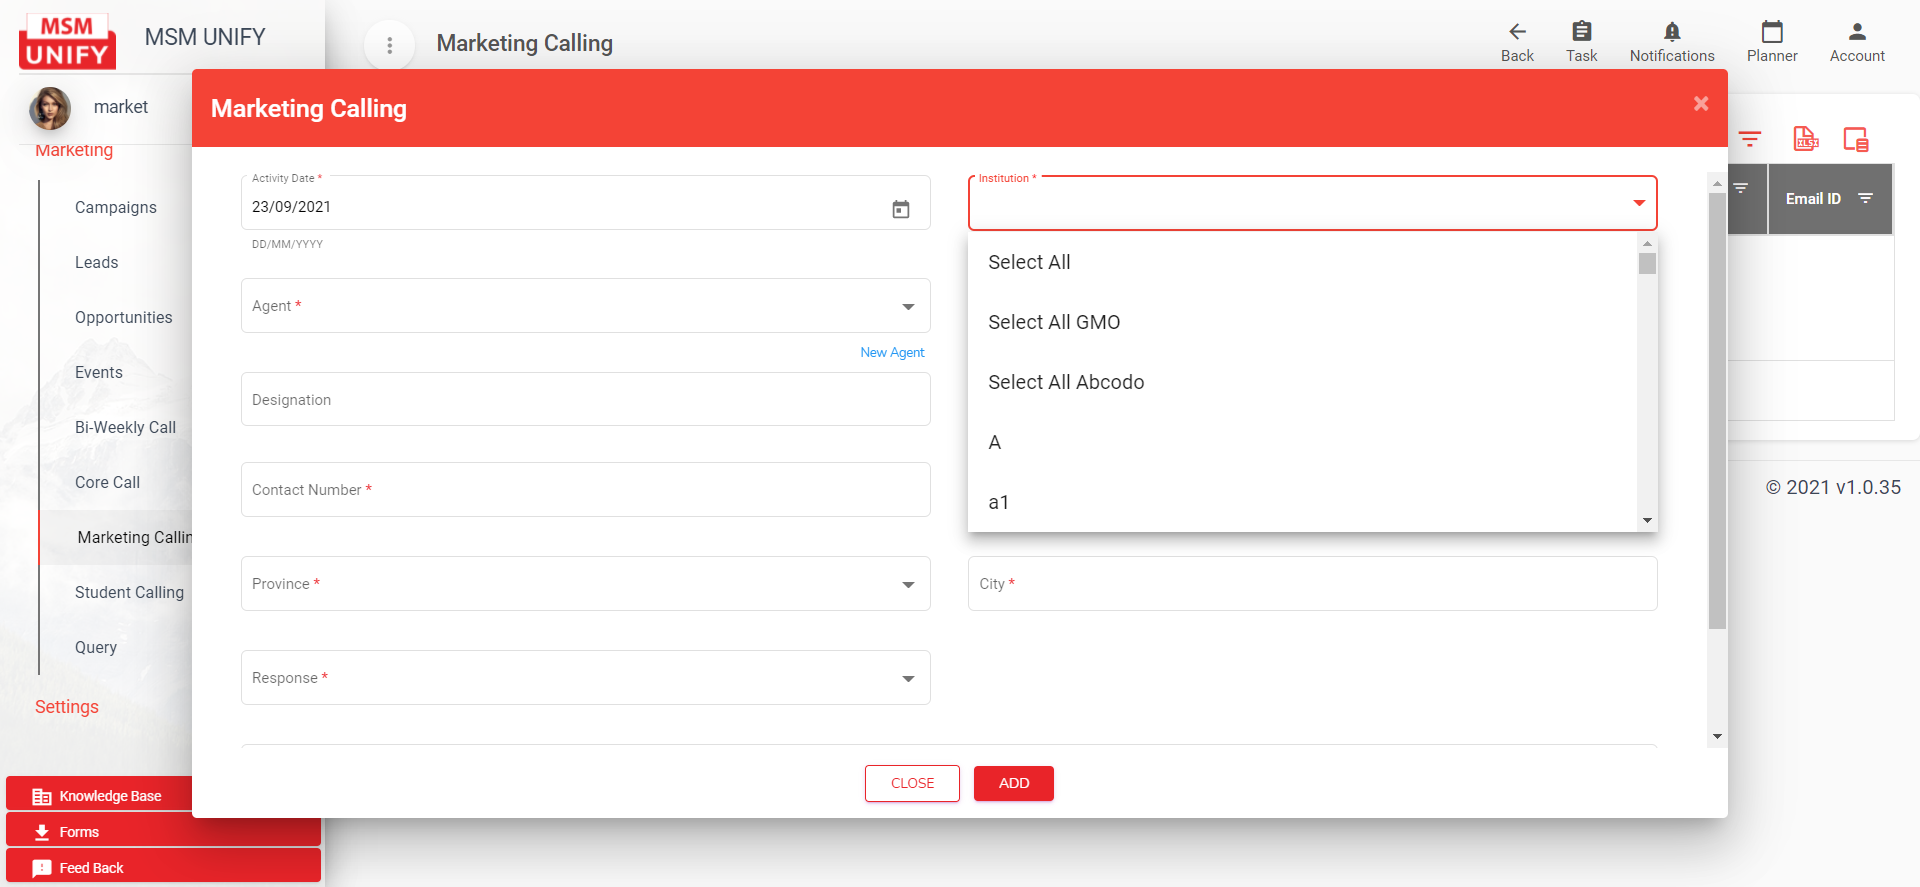 MSM
UNIFY
MSM UNIFY
Marketing Calling
Back
Task
Notifications
Planner
Account
market
Marketing
Campaigns
Leads
Opportunities
Events
Bi-Weekly Call
Core Call
Marketing Callin
Student Calling
Query
Settings
Knowledge Base
Forms
Feed Back
Marketing Calling
×
Activity Date *
23/09/2021
DD/MM/YYYY
Institution *
Select All
Select All GMO
Select All Abcodo
A
a1
Agent *
New Agent
Designation
Contact Number *
Province *
City *
Response *
CLOSE
ADD
XLSX
Email ID
© 2021 v1.0.35